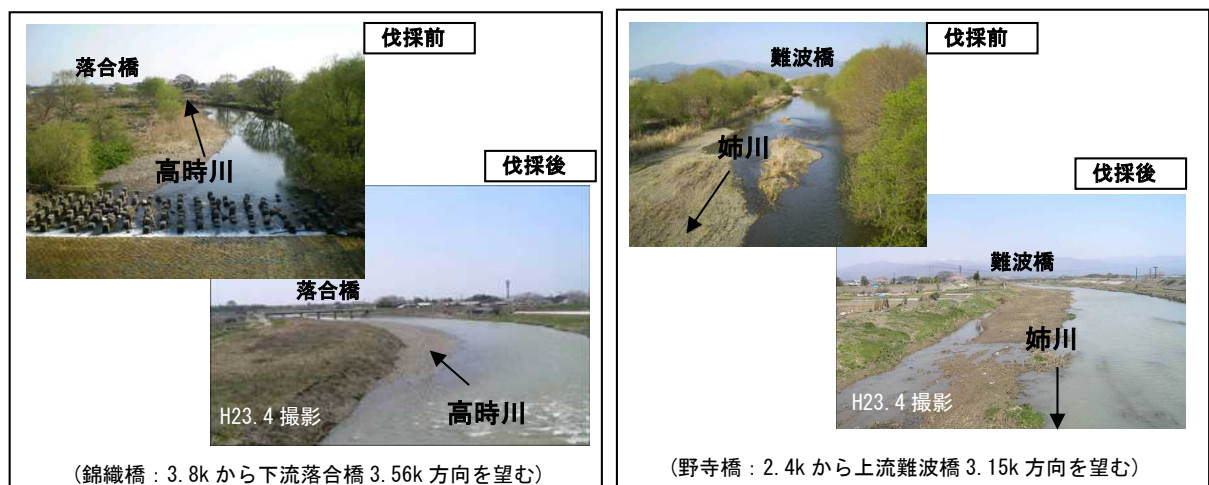 伐採前
落合橋
高時川
伐採後
落合橋
高時川
H23.4 撮影
(錦織橋:3.8k から下流落合橋 3.56k 方向を望む)
伐採前
難波橋
姉川
伐採後
難波橋
姉川
H23.4 撮影
(野寺橋:2.4k から上流難波橋 3.15k 方向を望む)